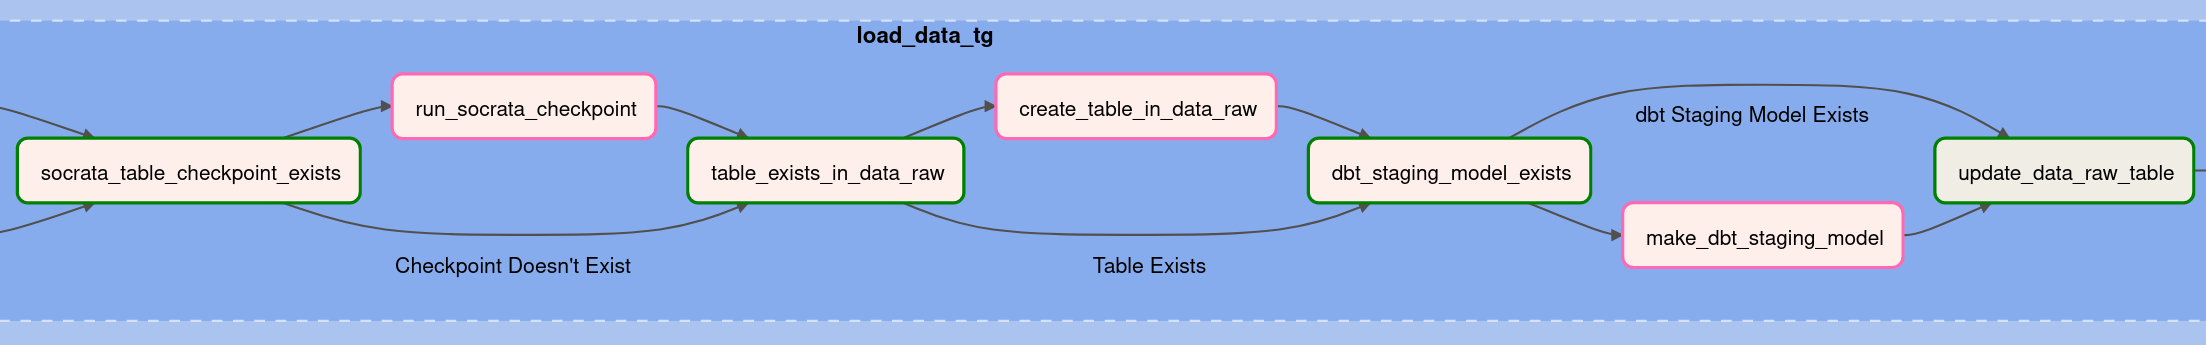 load_data_tg
run_socrata_checkpoint
create_table_in_data_raw
dbt Staging Model Exists
socrata_table_checkpoint_exists
table_exists_in_data_raw
dbt_staging_model_exists
update_data_raw_table
make_dbt_staging_model
Checkpoint Doesn't Exist
Table Exists